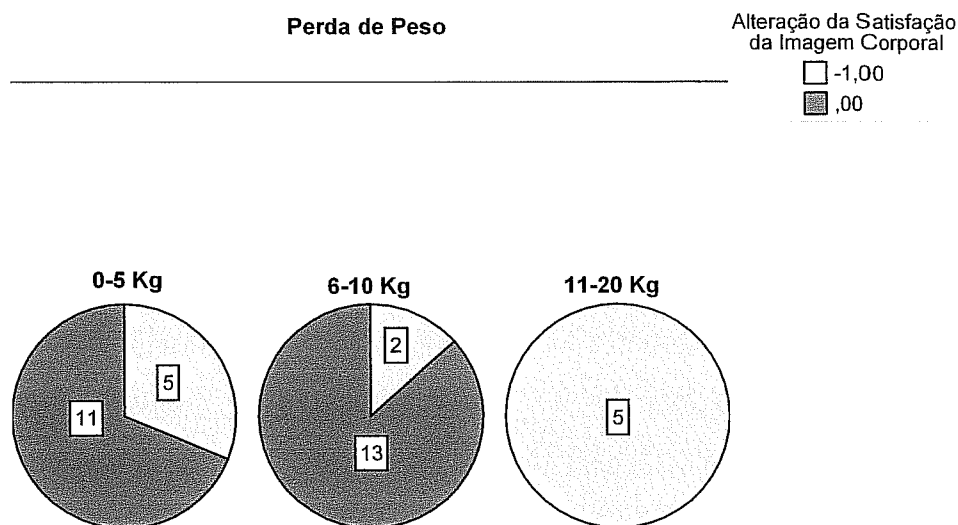 Perda de Peso
Alteração da Satisfação
da Imagem Corporal
-1,00
,00
0-5 Kg
6-10 Kg
11-20 Kg
5
11
2
13
5